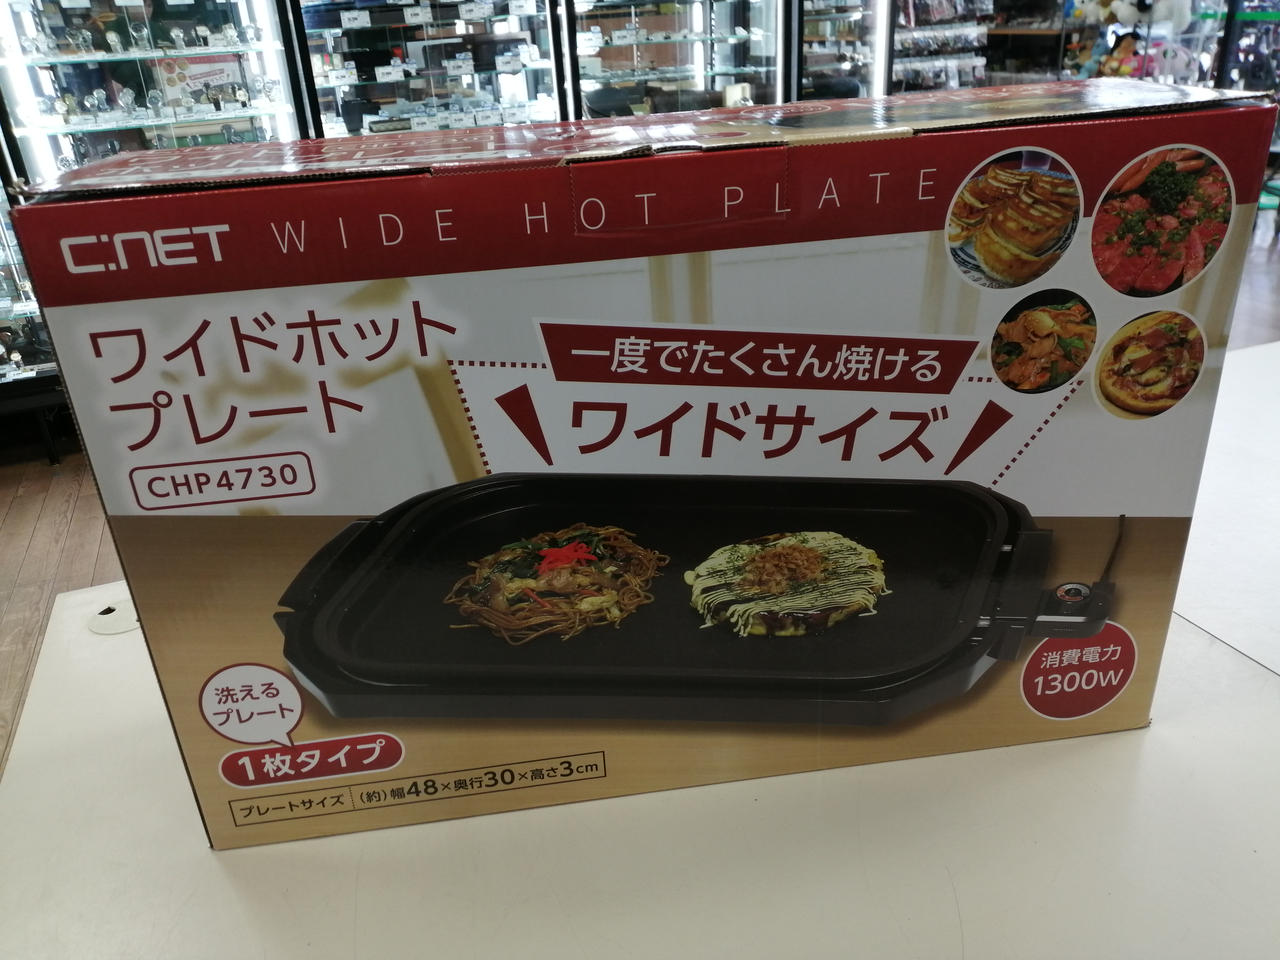 C:NET WIDE HOT PLATE
ワイドホット
プレート
CHP4730
一度でたくさん焼ける
ワイドサイズ
消費電力
1300W
洗える
プレート
1枚タイプ
プレートサイズ (約)幅48×奥行30×高さ3cm